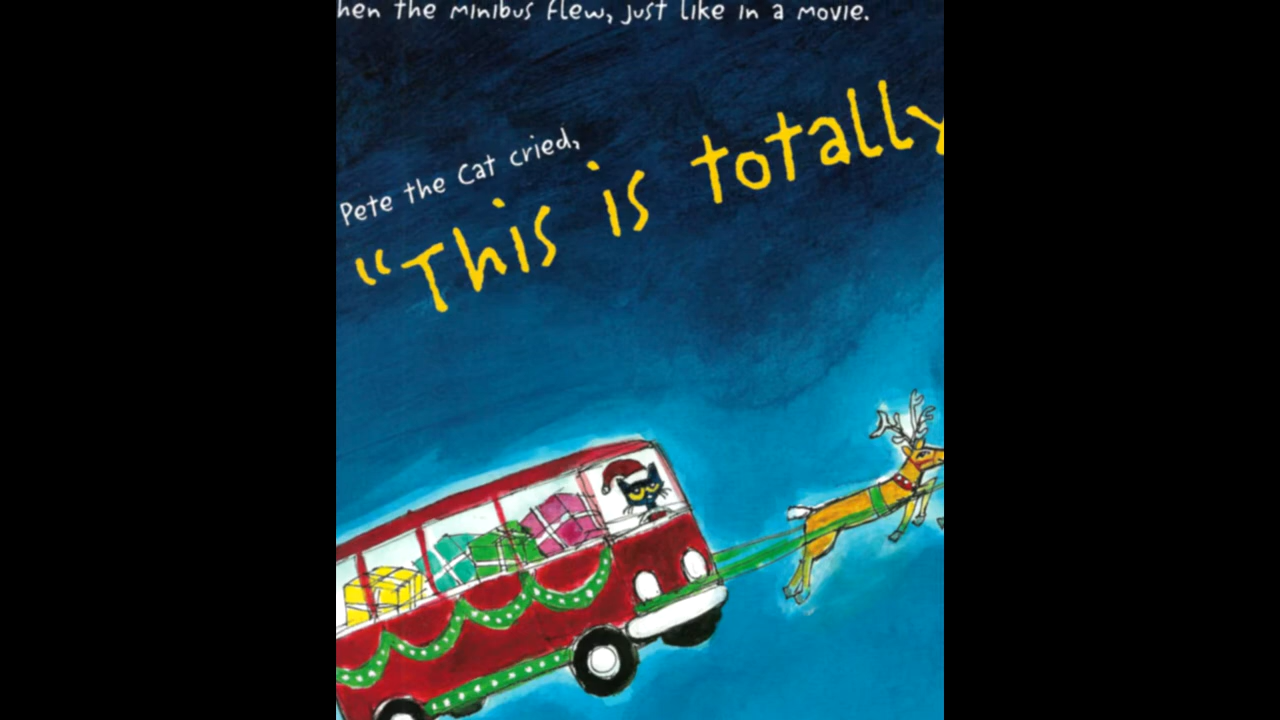 hen the minibus flew, just like in a movie.
Pete the Cat cried,
"This is totally